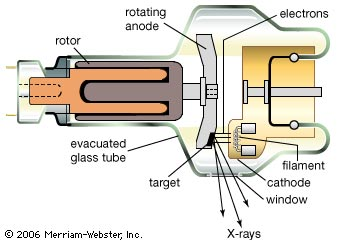 rotating
anode
electrons
rotor
evacuated
glass tube
target
filament
cathode
window
X-rays
© 2006 Merriam-Webster, Inc.